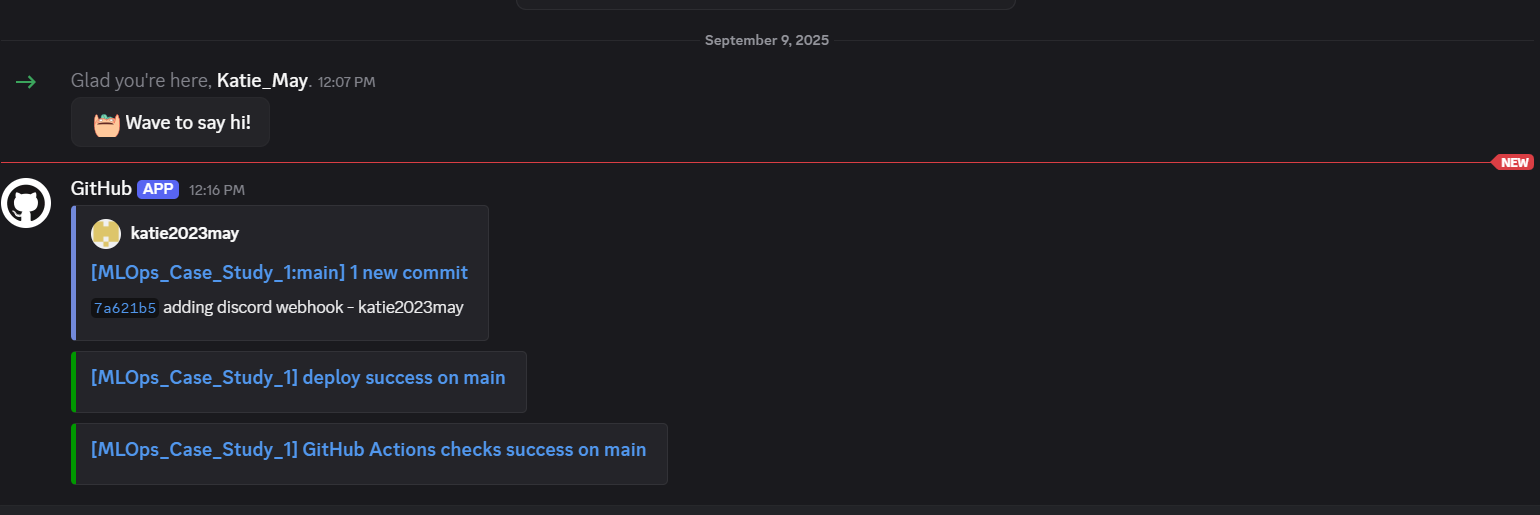 September 9, 2025
Glad you're here, Katie_May. 12:07 PM
Wave to say hi!
NEW
GitHub APP 12:16 PM
katie2023may
[MLOps_Case_Study_1:main] 1 new commit
7a621b5 adding discord webhook - katie2023may
[MLOps_Case_Study_1] deploy success on main
[MLOps_Case_Study_1] GitHub Actions checks success on main